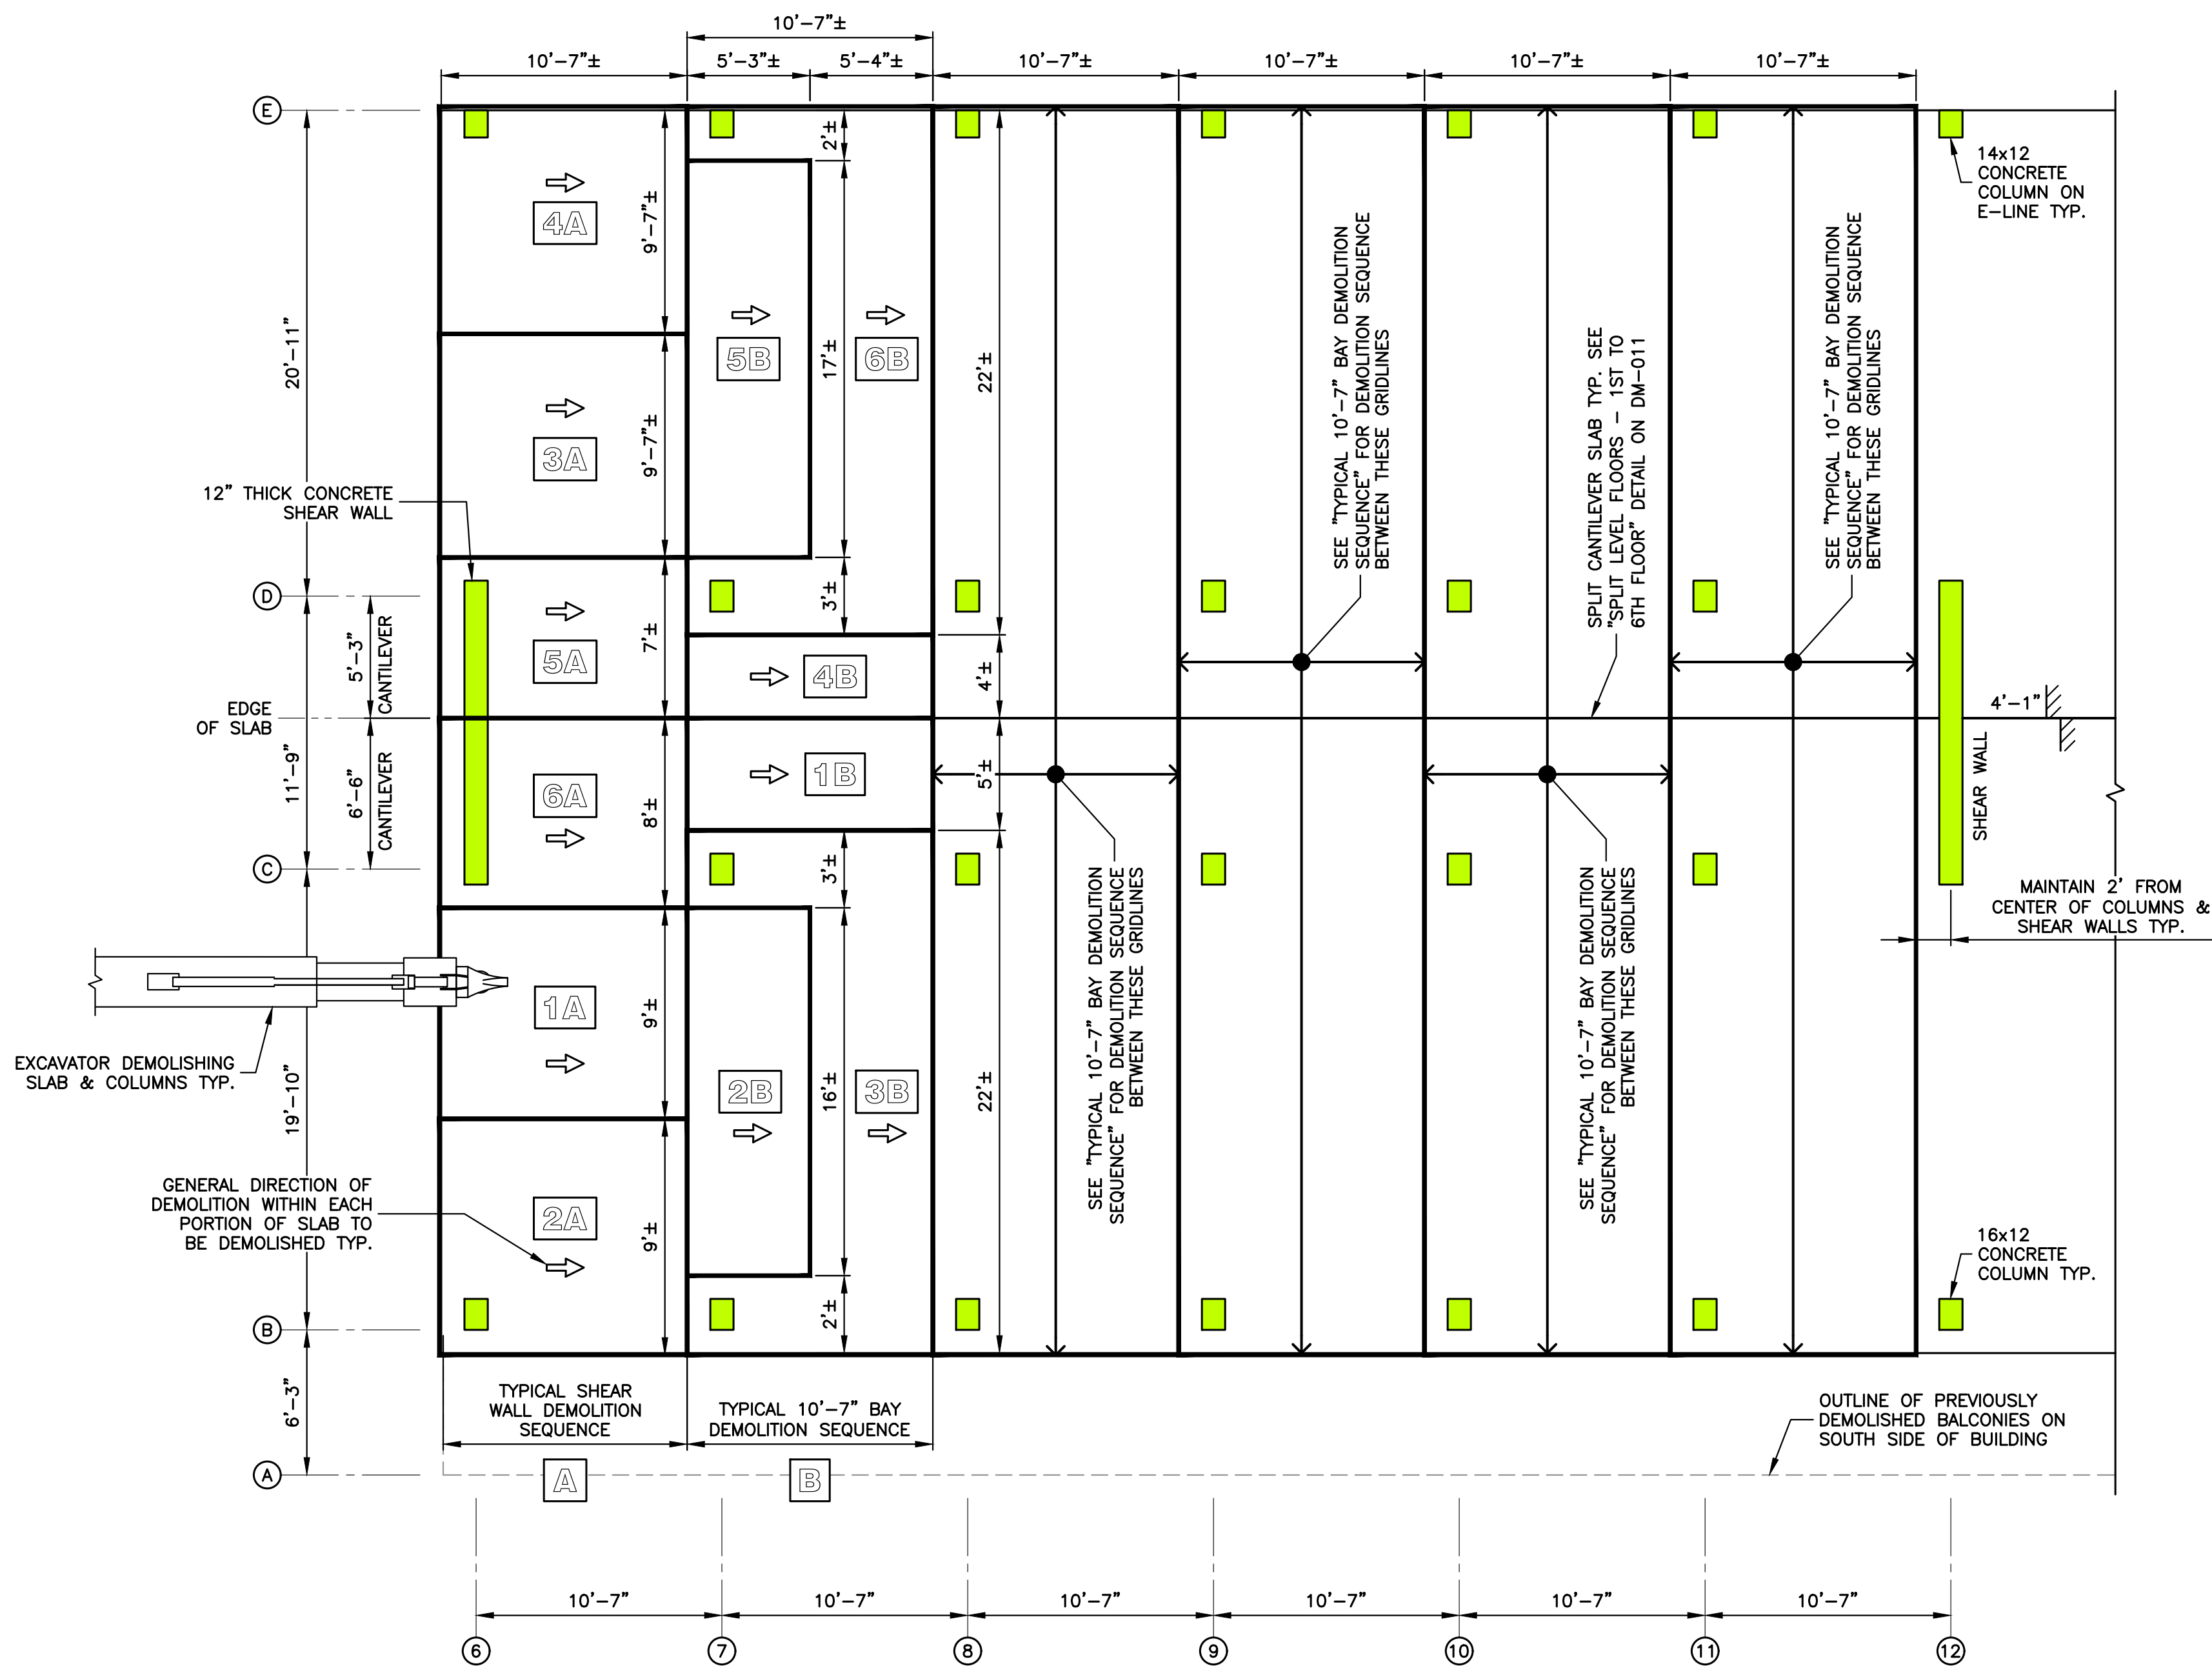 10'-7"±
10'-7"±
5'-3"±
5'-4"±
10'-7"±
10'-7"±
10'-7"±
10'-7"±
E
2'±
14x12
CONCRETE
COLUMN ON
E-LINE TYP.
4A
9'-7"±
20'-11"
5B
17'±
6B
22'±
SEE "TYPICAL 10'-7" BAY DEMOLITION
SEQUENCE" FOR DEMOLITION SEQUENCE
BETWEEN THESE GRIDLINES
SPLIT CANTILEVER SLAB TYP. SEE
"SPLIT LEVEL FLOORS - 1ST TO
6TH FLOOR" DETAIL ON DM-011
SEE "TYPICAL 10'-7" BAY DEMOLITION
SEQUENCE" FOR DEMOLITION SEQUENCE
BETWEEN THESE GRIDLINES
3A
9'-7"±
12" THICK CONCRETE
SHEAR WALL
D
3'±
5'-3"
CANTILEVER
5A
7'±
4B
4'±
EDGE
OF SLAB
4'-1"
11'-9"
6'-6"
CANTILEVER
6A
8'±
1B
5'±
SHEAR WALL
C
3'±
MAINTAIN 2' FROM
CENTER OF COLUMNS &
SHEAR WALLS TYP.
1A
9'±
EXCAVATOR DEMOLISHING
SLAB & COLUMNS TYP.
19'-10"
2B
16'±
3B
22'±
SEE "TYPICAL 10'-7" BAY DEMOLITION
SEQUENCE" FOR DEMOLITION SEQUENCE
BETWEEN THESE GRIDLINES
SEE "TYPICAL 10'-7" BAY DEMOLITION
SEQUENCE" FOR DEMOLITION SEQUENCE
BETWEEN THESE GRIDLINES
GENERAL DIRECTION OF
DEMOLITION WITHIN EACH
PORTION OF SLAB TO
BE DEMOLISHED TYP.
2A
9'±
16x12
CONCRETE
COLUMN TYP.
B
2'±
6'-3"
TYPICAL SHEAR
WALL DEMOLITION
SEQUENCE
TYPICAL 10'-7" BAY
DEMOLITION SEQUENCE
OUTLINE OF PREVIOUSLY
DEMOLISHED BALCONIES ON
SOUTH SIDE OF BUILDING
A
A
B
10'-7"
10'-7"
10'-7"
10'-7"
10'-7"
10'-7"
6
7
8
9
10
11
12